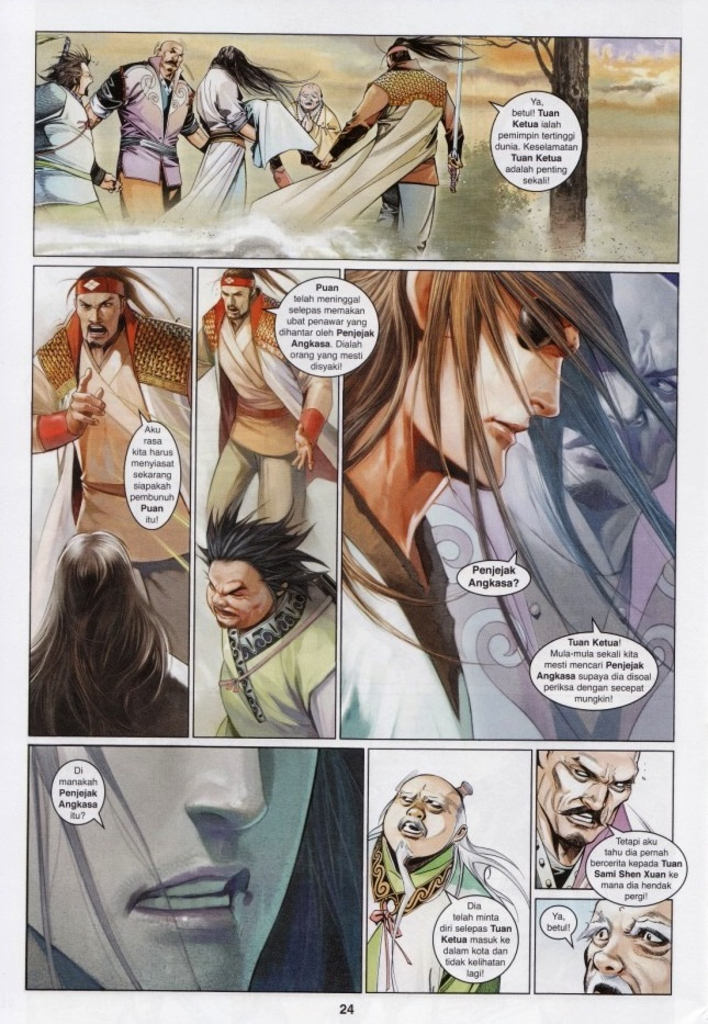 Ya,
betul! Tuan
Ketua ialah
pemimpin tertinggi
dunia. Keselamatan
Tuan Ketua
adalah penting
sekali!
Aku
rasa
kita harus
menyiasat
sekarang
siapakah
pembunuh
Puan
itu!
Puan
telah meninggal
selepas memakan
ubat penawar yang
dihantar oleh Penjejak
Angkasa. Dialah
orang yang mesti
disyaki!
Penjejak
Angkasa?
Tuan Ketua!
Mula-mula sekali kita
mesti mencari Penjejak
Angkasa supaya dia disoal
periksa dengan secepat
mungkin!
Di
manakah
Penjejak
Angkasa
itu?
Dia
telah minta
diri selepas Tuan
Ketua masuk ke
dalam kota dan
tidak kelihatan
lagi!
Tetapi aku
tahu dia pernah
bercerita kepada Tuan
Sami Shen Xuan ke
mana dia hendak
pergi!
Ya,
betul!
24